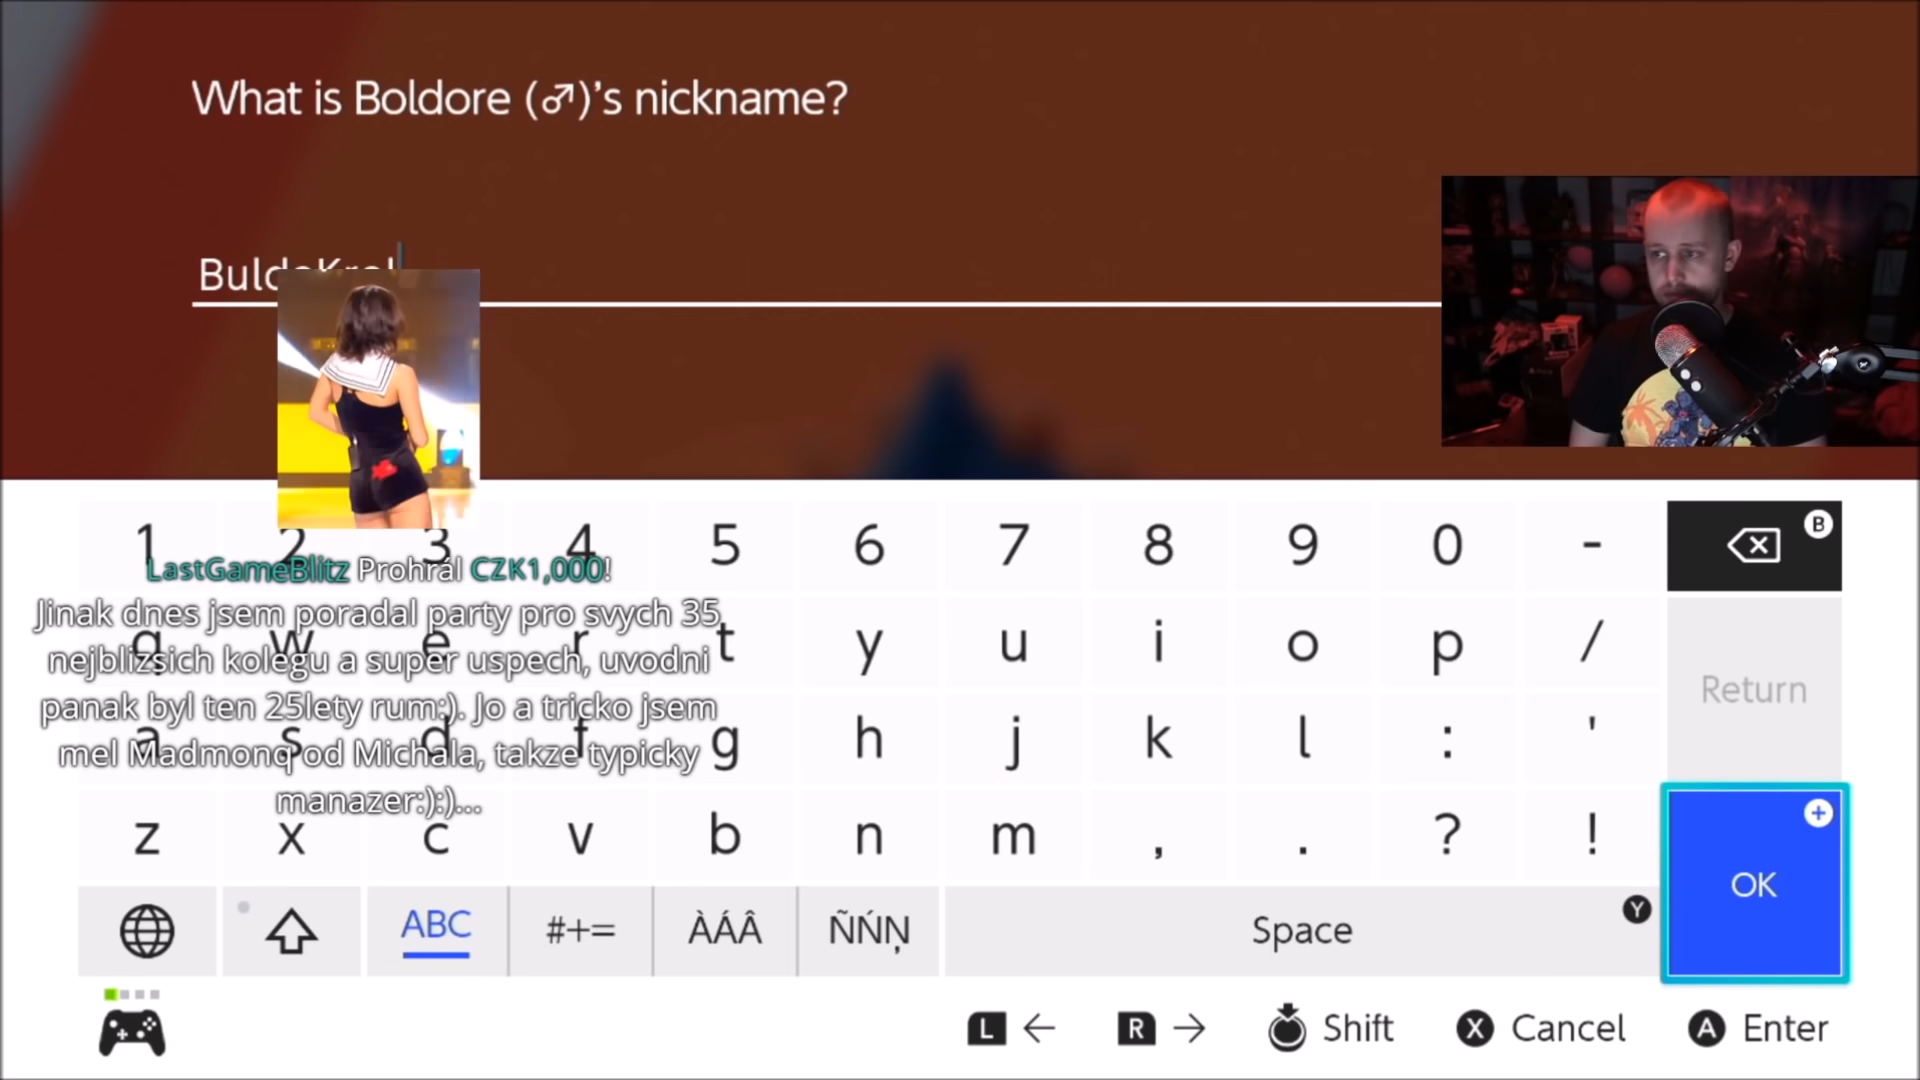 What is Boldore (♂)'s nickname?
1 2 3 4 5 6 7 8 9 0 -
B
LastGameBlitz Prohrál CZK1,000!
Jinak dnes jsem poradal party pro svych 35
nejblizsich kolegu a super uspech, uvodni
panak byl ten 25lety rum:). Jo a tricko jsem
mel Madmonq od Michala, takze typicky
manazer:):)...
q w e r t y u i o p /
Return
a s d f g h j k l : '
z x c v b n m , . ? !
+
OK
ABC #+= ÀÁÂ ÑŃŅ Space Y
L ← R → Shift X Cancel A Enter